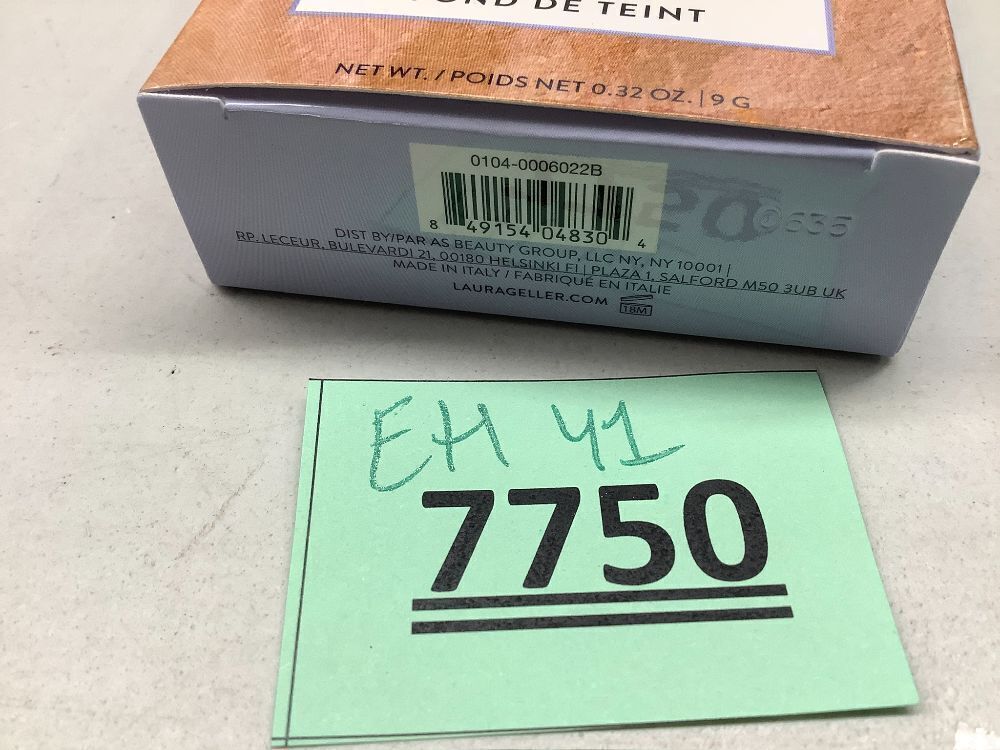 FOND DE TEINT
NET WT. / POIDS NET 0.32 OZ. | 9 G
0104-0006022B
8 49154 04830 4
0635
DIST BY/PAR AS BEAUTY GROUP, LLC NY, NY 10001 |
RP. LECEUR, BULEVARDI 21, 00180 HELSINKI FI | PLAZA 1, SALFORD M50 3UB UK
MADE IN ITALY / FABRIQUÉ EN ITALIE
LAURAGELLER.COM 18M
EH 41
7750